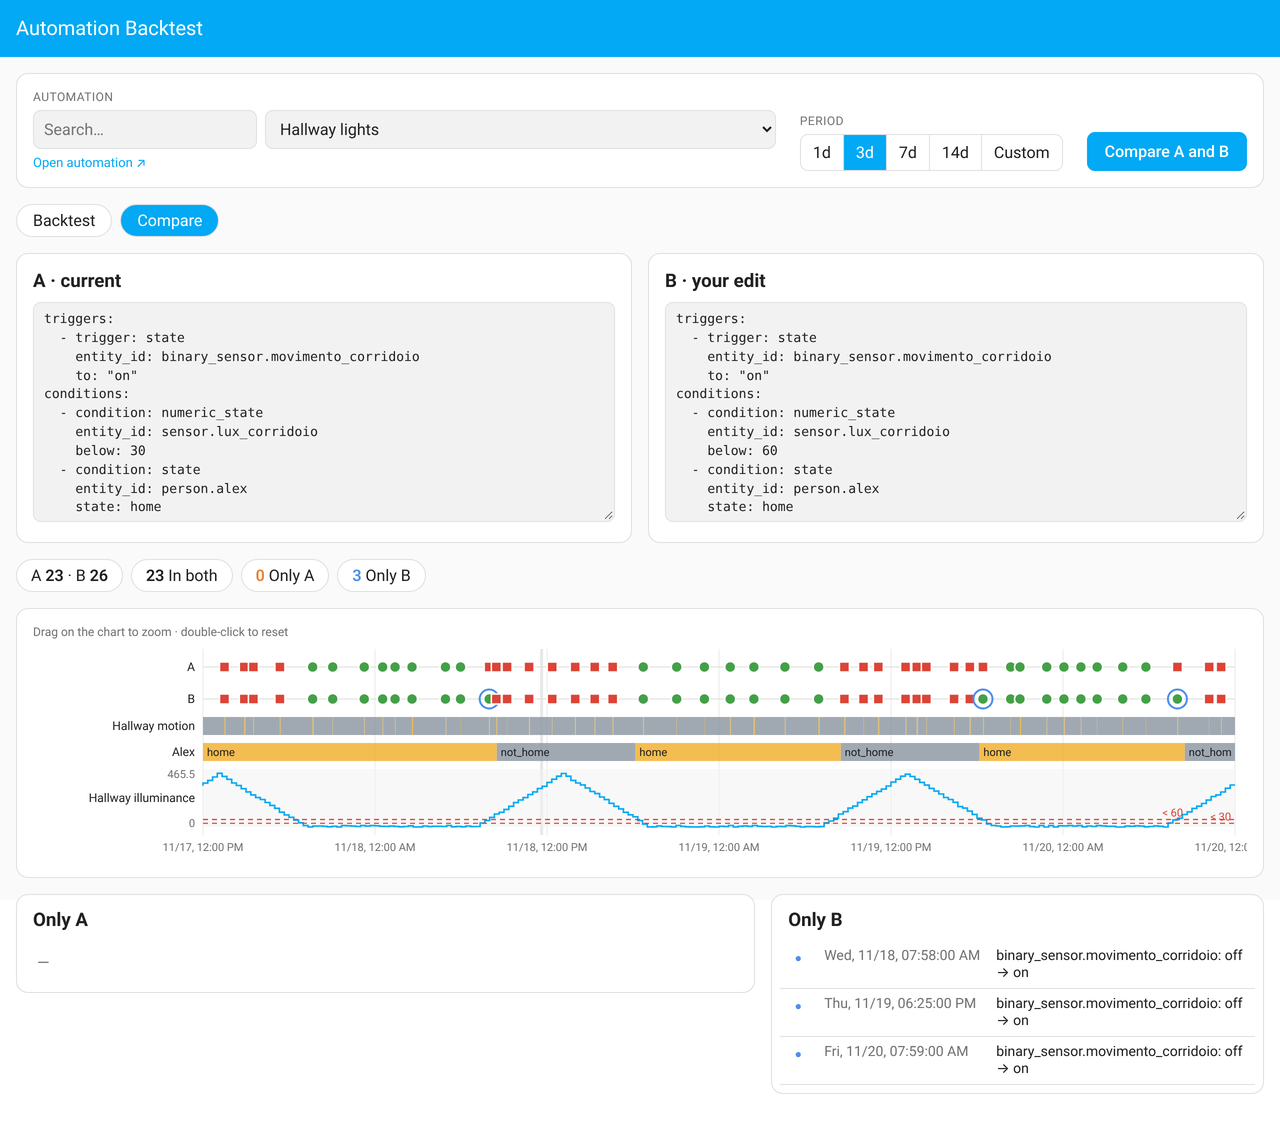 Automation Backtest
AUTOMATION
Search...
Hallway lights
Open automation ↗
PERIOD
1d
3d
7d
14d
Custom
Compare A and B
Backtest
Compare
A · current
triggers:
  - trigger: state
    entity_id: binary_sensor.movimento_corridoio
    to: "on"
conditions:
  - condition: numeric_state
    entity_id: sensor.lux_corridoio
    below: 30
  - condition: state
    entity_id: person.alex
    state: home
B · your edit
triggers:
  - trigger: state
    entity_id: binary_sensor.movimento_corridoio
    to: "on"
conditions:
  - condition: numeric_state
    entity_id: sensor.lux_corridoio
    below: 60
  - condition: state
    entity_id: person.alex
    state: home
A 23 · B 26
23 In both
0 Only A
3 Only B
Drag on the chart to zoom · double-click to reset
A
B
Hallway motion
Alex
home
not_home
home
not_home
home
not_hom
465.5
Hallway illuminance
0
< 60
< 30
11/17, 12:00 PM
11/18, 12:00 AM
11/18, 12:00 PM
11/19, 12:00 AM
11/19, 12:00 PM
11/20, 12:00 AM
11/20, 12:0
Only A
—
Only B
Wed, 11/18, 07:58:00 AM
binary_sensor.movimento_corridoio: off
→ on
Thu, 11/19, 06:25:00 PM
binary_sensor.movimento_corridoio: off
→ on
Fri, 11/20, 07:59:00 AM
binary_sensor.movimento_corridoio: off
→ on